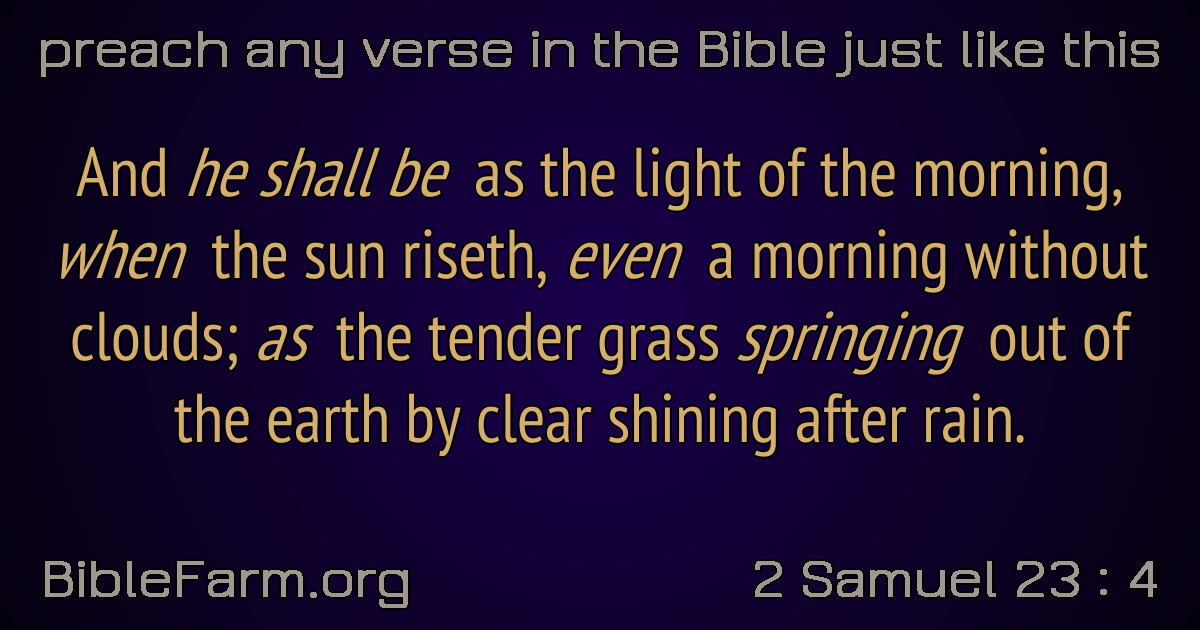 preach any verse in the Bible just like this
And he shall be as the light of the morning,
when the sun riseth, even a morning without
clouds; as the tender grass springing out of
the earth by clear shining after rain.
BibleFarm.org
2 Samuel 23 : 4